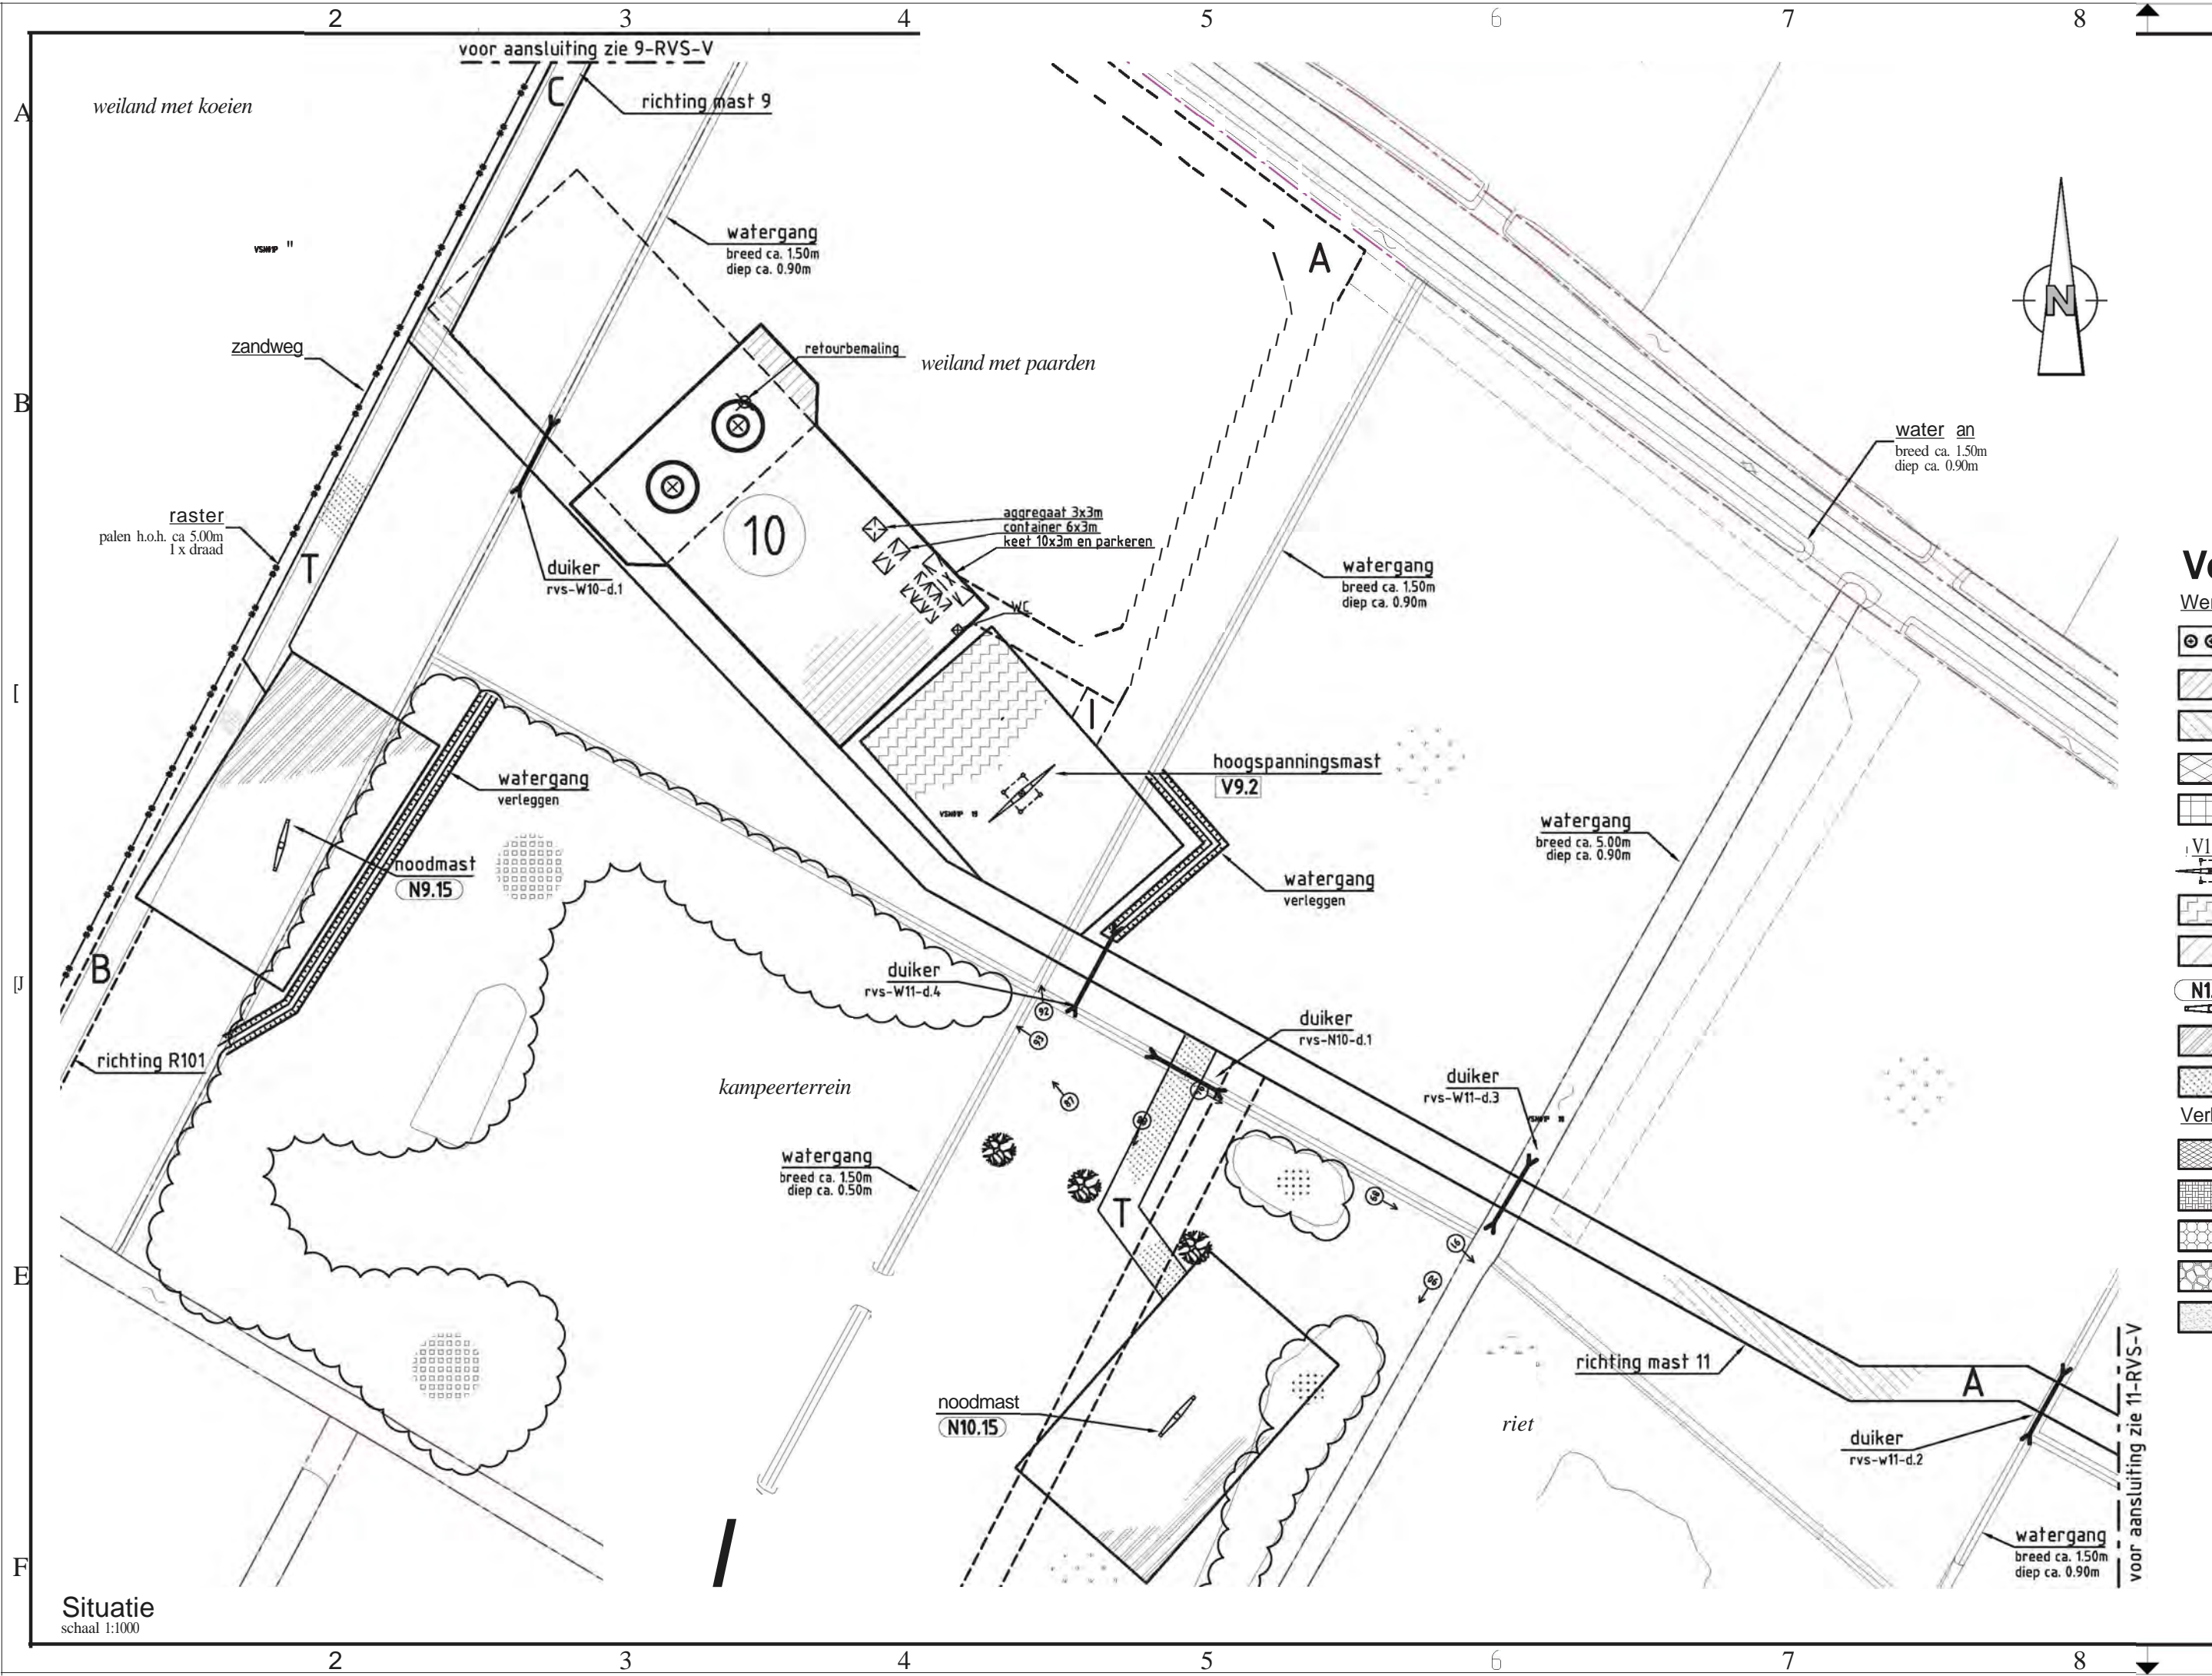 2 3 4 5 6 7 8
voor aansluiting zie 9-RVS-V
A
weiland met koeien
C
richting mast 9
watergang
breed ca. 1.50m
diep ca. 0.90m
A
N
zandweg
retourbemaling
weiland met paarden
B
water an
breed ca. 1.50m
diep ca. 0.90m
raster
palen h.o.h. ca 5.00m
1 x draad
T
10
aggregaat 3x3m
container 6x3m
keet 10x3m en parkeren
duiker
rvs-W10-d.1
WC
watergang
breed ca. 1.50m
diep ca. 0.90m
[
watergang
verleggen
hoogspanningsmast
V9.2
noodmast
N9.15
watergang
breed ca. 5.00m
diep ca. 0.90m
watergang
verleggen
B
[J
duiker
rvs-W11-d.4
92
93
duiker
rvs-N10-d.1
richting R101
kampeerterrein
87
duiker
rvs-W11-d.3
watergang
breed ca. 1.50m
diep ca. 0.50m
T
89
91
90
E
richting mast 11
A
noodmast
N10.15
riet
duiker
rvs-w11-d.2
voor aansluiting zie 11-RVS-V
watergang
breed ca. 1.50m
diep ca. 0.90m
F
Situatie
schaal 1:1000
2 3 4 5 6 7 8